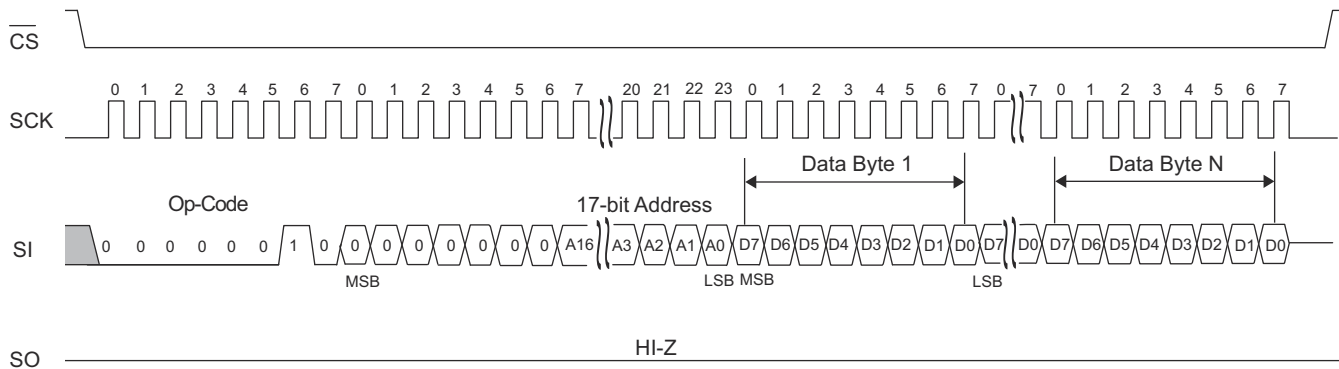 CS
0 1 2 3 4 5 6 7 0 1 2 3 4 5 6 7 20 21 22 23 0 1 2 3 4 5 6 7 0 7 0 1 2 3 4 5 6 7
SCK
Data Byte 1 Data Byte N
Op-Code 17-bit Address
SI 0 0 0 0 0 0 1 0 0 0 0 0 0 0 0 A16 A3 A2 A1 A0 D7 D6 D5 D4 D3 D2 D1 D0 D7 D0 D7 D6 D5 D4 D3 D2 D1 D0
MSB LSB MSB LSB
HI-Z
SO